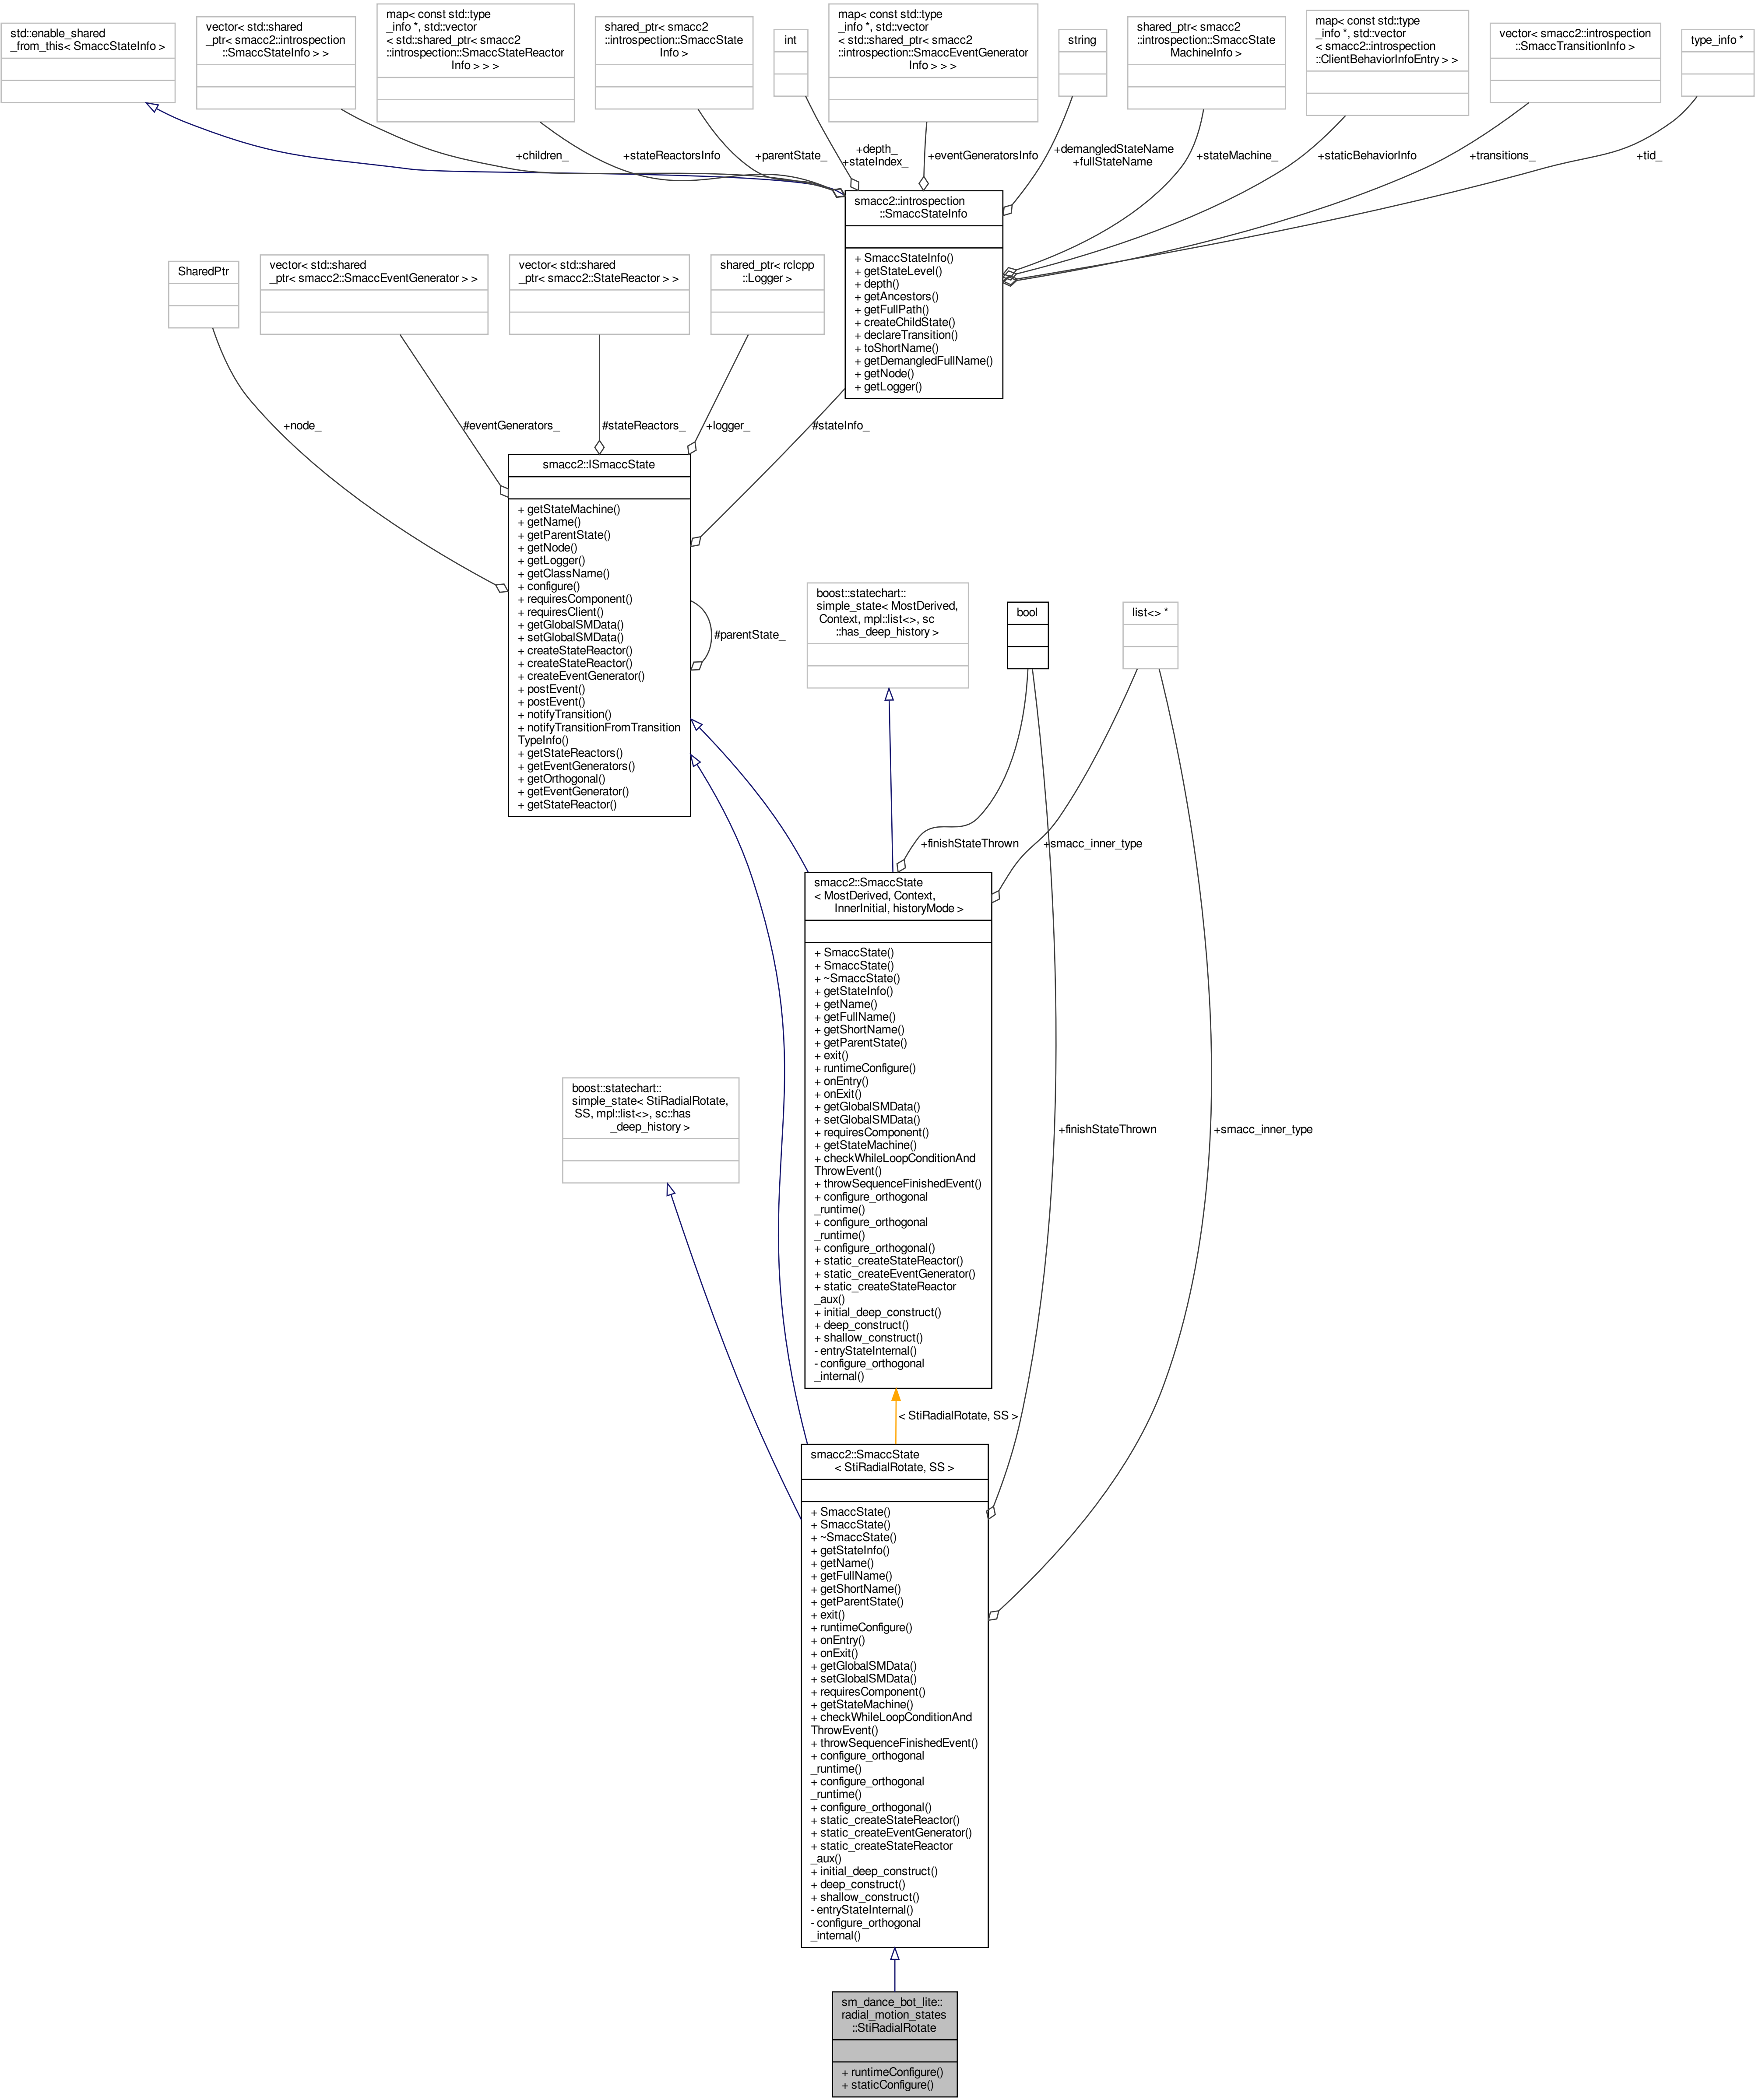 std::enable_shared
_from_this< SmaccStateInfo >
vector< std::shared
_ptr< smacc2::introspection
::SmaccStateInfo > >
map< const std::type
_info *, std::vector
< std::shared_ptr< smacc2
::introspection::SmaccStateReactor
Info > > >
shared_ptr< smacc2
::introspection::SmaccState
Info >
int
map< const std::type
_info *, std::vector
< std::shared_ptr< smacc2
::introspection::SmaccEventGenerator
Info > > >
string
shared_ptr< smacc2
::introspection::SmaccState
MachineInfo >
map< const std::type
_info *, std::vector
< smacc2::introspection
::ClientBehaviorInfoEntry > >
vector< smacc2::introspection
::SmaccTransitionInfo >
type_info *
+children_
+stateReactorsInfo
+parentState_
+depth_
+stateIndex_
+eventGeneratorsInfo
+demangledStateName
+fullStateName
+stateMachine_
+staticBehaviorInfo
+transitions_
+tid_
smacc2::introspection
::SmaccStateInfo
+ SmaccStateInfo()
+ getStateLevel()
+ depth()
+ getAncestors()
+ getFullPath()
+ createChildState()
+ declareTransition()
+ toShortName()
+ getDemangledFullName()
+ getNode()
+ getLogger()
SharedPtr
vector< std::shared
_ptr< smacc2::SmaccEventGenerator > >
vector< std::shared
_ptr< smacc2::StateReactor > >
shared_ptr< rclcpp
::Logger >
+node_
#eventGenerators_
#stateReactors_
+logger_
#stateInfo_
smacc2::ISmaccState
+ getStateMachine()
+ getName()
+ getParentState()
+ getNode()
+ getLogger()
+ getClassName()
+ configure()
+ requiresComponent()
+ requiresClient()
+ getGlobalSMData()
+ setGlobalSMData()
+ createStateReactor()
+ createStateReactor()
+ createEventGenerator()
+ postEvent()
+ postEvent()
+ notifyTransition()
+ notifyTransitionFromTransition
TypeInfo()
+ getStateReactors()
+ getEventGenerators()
+ getOrthogonal()
+ getEventGenerator()
+ getStateReactor()
#parentState_
boost::statechart::
simple_state< MostDerived,
Context, mpl::list<>, sc
::has_deep_history >
bool
list<> *
+finishStateThrown
+smacc_inner_type
smacc2::SmaccState
< MostDerived, Context,
InnerInitial, historyMode >
+ SmaccState()
+ SmaccState()
+ ~SmaccState()
+ getStateInfo()
+ getName()
+ getFullName()
+ getShortName()
+ getParentState()
+ exit()
+ runtimeConfigure()
+ onEntry()
+ onExit()
+ getGlobalSMData()
+ setGlobalSMData()
+ requiresComponent()
+ getStateMachine()
+ checkWhileLoopConditionAnd
ThrowEvent()
+ throwSequenceFinishedEvent()
+ configure_orthogonal
_runtime()
+ configure_orthogonal
_runtime()
+ configure_orthogonal()
+ static_createStateReactor()
+ static_createEventGenerator()
+ static_createStateReactor
_aux()
+ initial_deep_construct()
+ deep_construct()
+ shallow_construct()
- entryStateInternal()
- configure_orthogonal
_internal()
boost::statechart::
simple_state< StiRadialRotate,
SS, mpl::list<>, sc::has
_deep_history >
+finishStateThrown
+smacc_inner_type
< StiRadialRotate, SS >
smacc2::SmaccState
< StiRadialRotate, SS >
+ SmaccState()
+ SmaccState()
+ ~SmaccState()
+ getStateInfo()
+ getName()
+ getFullName()
+ getShortName()
+ getParentState()
+ exit()
+ runtimeConfigure()
+ onEntry()
+ onExit()
+ getGlobalSMData()
+ setGlobalSMData()
+ requiresComponent()
+ getStateMachine()
+ checkWhileLoopConditionAnd
ThrowEvent()
+ throwSequenceFinishedEvent()
+ configure_orthogonal
_runtime()
+ configure_orthogonal
_runtime()
+ configure_orthogonal()
+ static_createStateReactor()
+ static_createEventGenerator()
+ static_createStateReactor
_aux()
+ initial_deep_construct()
+ deep_construct()
+ shallow_construct()
- entryStateInternal()
- configure_orthogonal
_internal()
sm_dance_bot_lite::
radial_motion_states
::StiRadialRotate
+ runtimeConfigure()
+ staticConfigure()